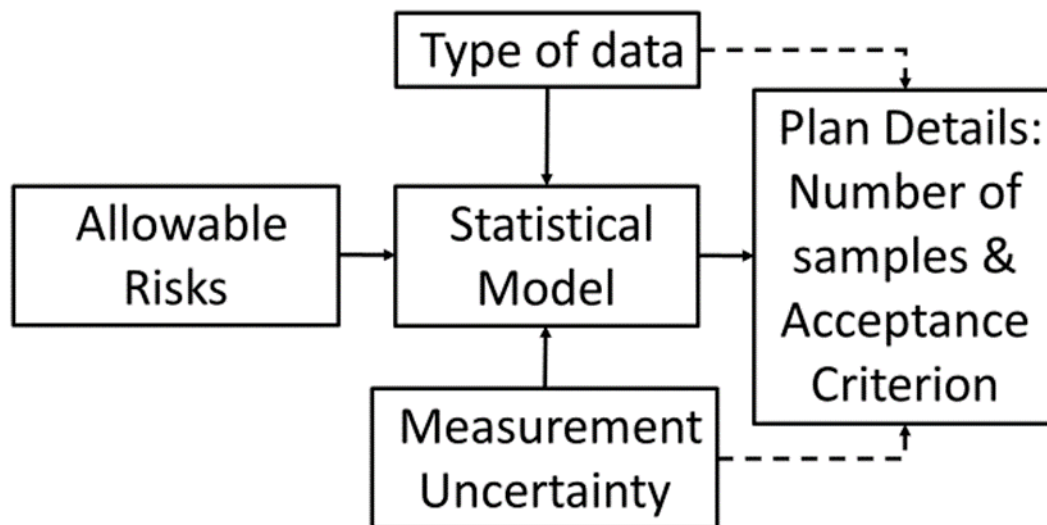 Type of data
Allowable
Risks
Statistical
Model
Measurement
Uncertainty
Plan Details:
Number of
samples &
Acceptance
Criterion